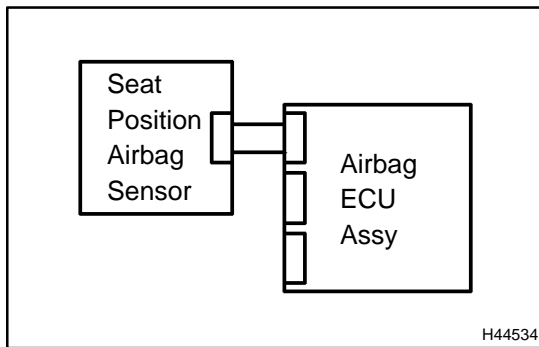 Seat
Position
Airbag
Sensor
Airbag
ECU
Assy
H44534